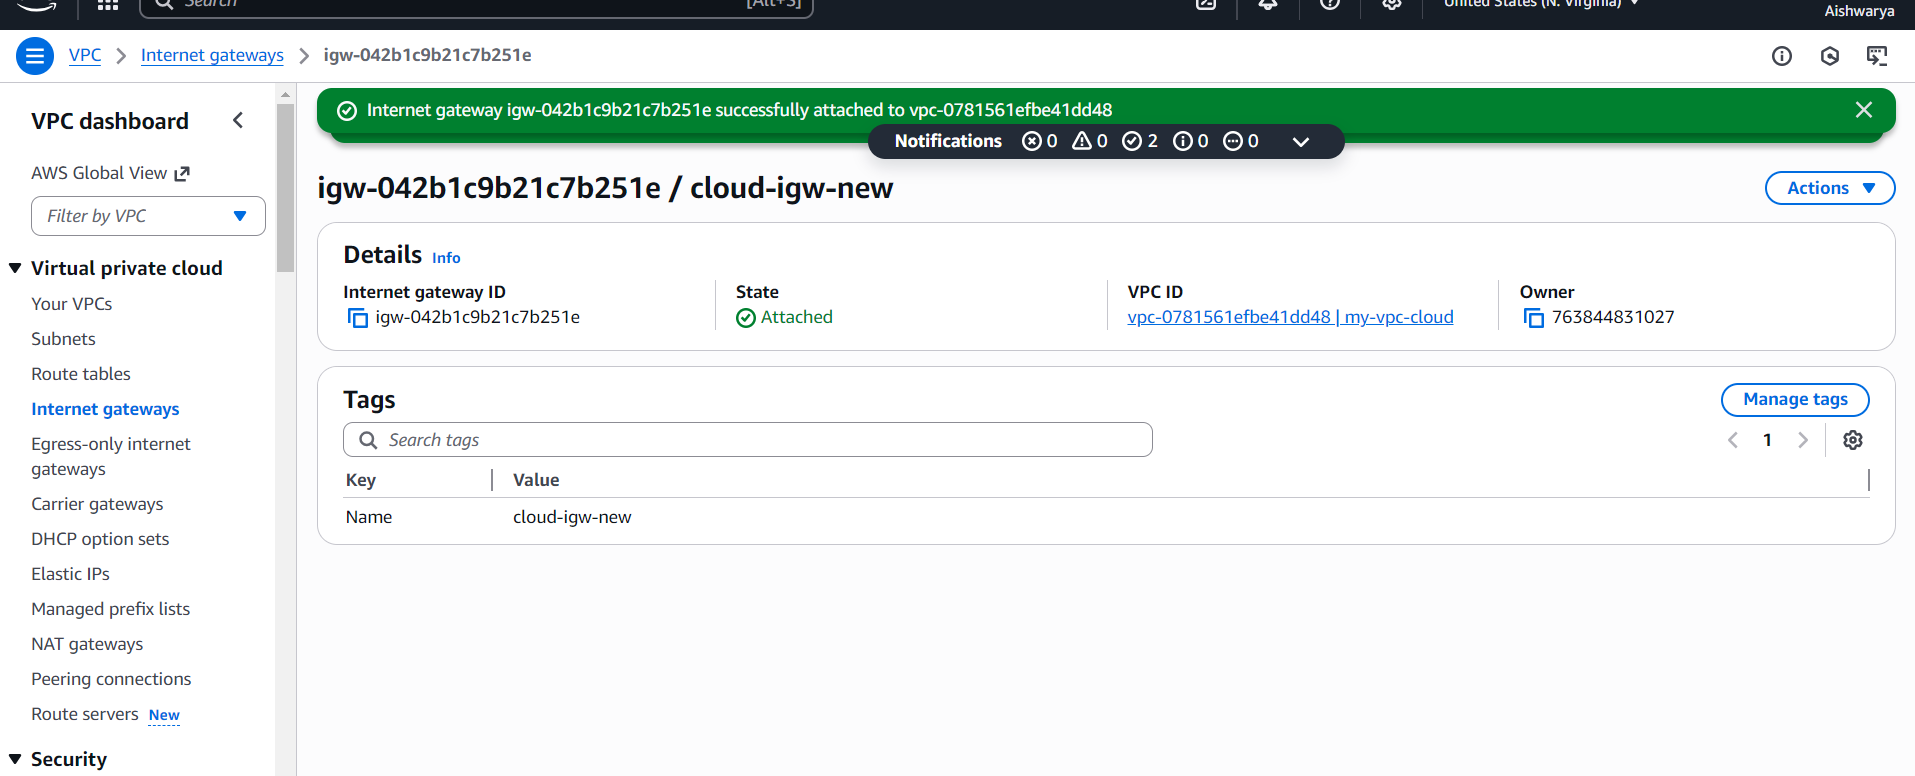 Search
[Alt+S]
United States (N. Virginia)
Aishwarya
VPC
Internet gateways
igw-042b1c9b21c7b251e
VPC dashboard
AWS Global View
Filter by VPC
Virtual private cloud
Your VPCs
Subnets
Route tables
Internet gateways
Egress-only internet
gateways
Carrier gateways
DHCP option sets
Elastic IPs
Managed prefix lists
NAT gateways
Peering connections
Route servers New
Security
Internet gateway igw-042b1c9b21c7b251e successfully attached to vpc-0781561efbe41dd48
Notifications 0 0 2 0 0
igw-042b1c9b21c7b251e / cloud-igw-new
Actions
Details Info
Internet gateway ID
igw-042b1c9b21c7b251e
State
Attached
VPC ID
vpc-0781561efbe41dd48 | my-vpc-cloud
Owner
763844831027
Tags
Manage tags
Search tags
1
Key Value
Name cloud-igw-new